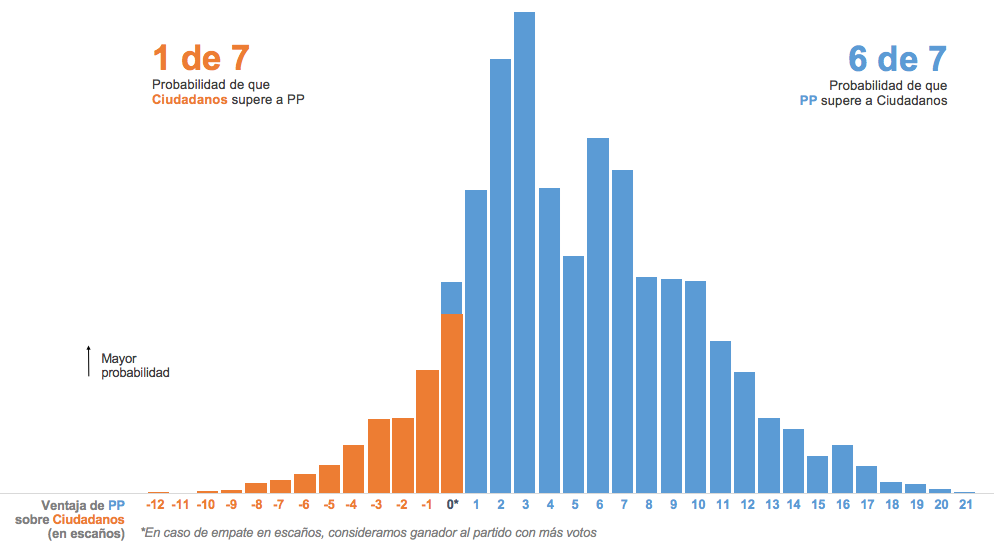 1 de 7
Probabilidad de que
Ciudadanos supere a PP
6 de 7
Probabilidad de que
PP supere a Ciudadanos
Mayor
probabilidad
Ventaja de PP
sobre Ciudadanos
(en escaños)
-12 -11 -10 -9 -8 -7 -6 -5 -4 -3 -2 -1 0* 1 2 3 4 5 6 7 8 9 10 11 12 13 14 15 16 17 18 19 20 21
*En caso de empate en escaños, consideramos ganador al partido con más votos